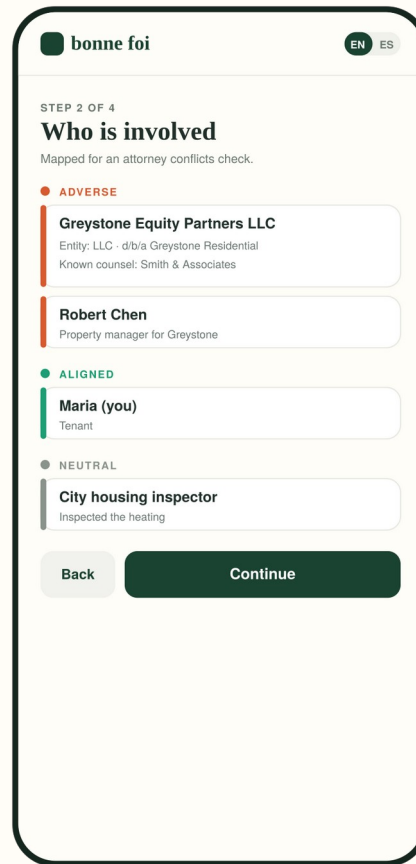 bonne foi
EN ES
STEP 2 OF 4
Who is involved
Mapped for an attorney conflicts check.
ADVERSE
Greystone Equity Partners LLC
Entity: LLC · d/b/a Greystone Residential
Known counsel: Smith & Associates
Robert Chen
Property manager for Greystone
ALIGNED
Maria (you)
Tenant
NEUTRAL
City housing inspector
Inspected the heating
Back Continue